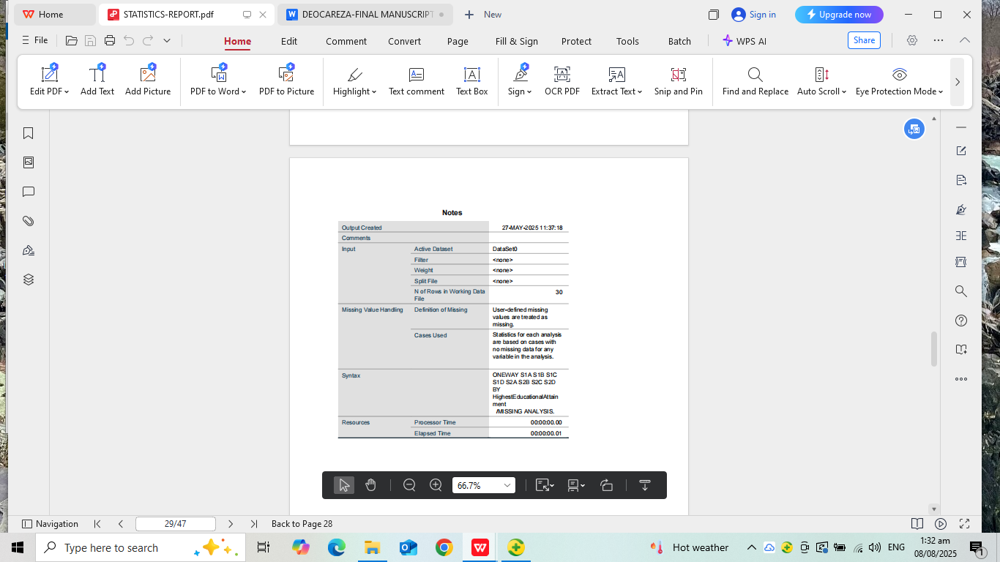 Home
STATISTICS-REPORT.pdf
DEOCAREZA-FINAL MANUSCRIPT
New
Sign in
Upgrade now
File
Home
Edit
Comment
Convert
Page
Fill & Sign
Protect
Tools
Batch
WPS AI
Share
Edit PDF
Add Text
Add Picture
PDF to Word
PDF to Picture
Highlight
Text comment
Text Box
Sign
OCR PDF
Extract Text
Snip and Pin
Find and Replace
Auto Scroll
Eye Protection Mode
Notes
Output Created 27-MAY-2025 11:37:18
Comments
Input Active Dataset DataSet0
Filter <none>
Weight <none>
Split File <none>
N of Rows in Working Data 30
File
Missing Value Handling Definition of Missing User-defined missing
values are treated as
missing.
Cases Used Statistics for each analysis
are based on cases with
no missing data for any
variable in the analysis.
Syntax ONEWAY S1A S1B S1C
S1D S2A S2B S2C S2D
BY
HighestEducationalAttain
ment
/MISSING ANALYSIS.
Resources Processor Time 00:00:00.00
Elapsed Time 00:00:00.01
66.7%
Navigation
29/47
Back to Page 28
Type here to search
Hot weather
ENG
1:32 am
08/08/2025
1